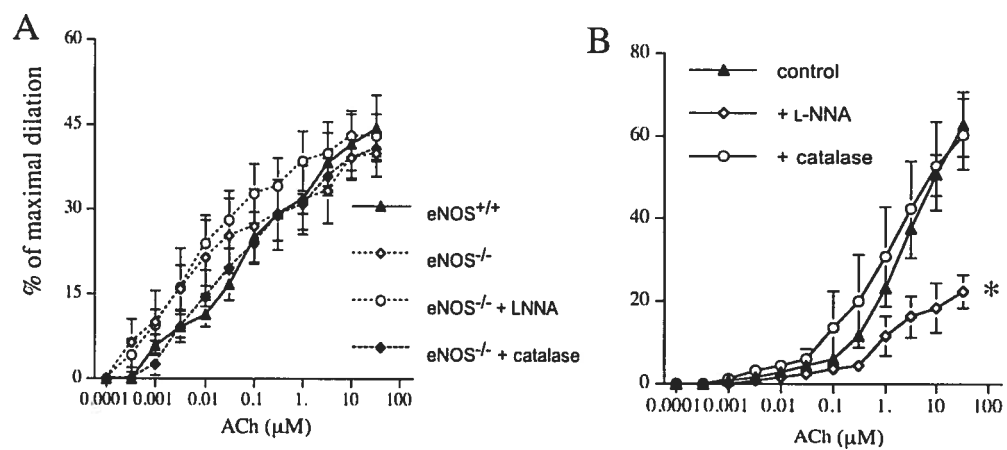 A
60
45
30
15
0
% of maximal dilation
0.0001
0.001
0.01
0.1
1.0
10
100
ACh (μM)
eNOS+/+
eNOS-/-
eNOS-/- + LNNA
eNOS-/- + catalase
B
80
60
40
20
0
0.0001
0.001
0.01
0.1
1.
10
100
ACh (μM)
control
+ L-NNA
+ catalase
*